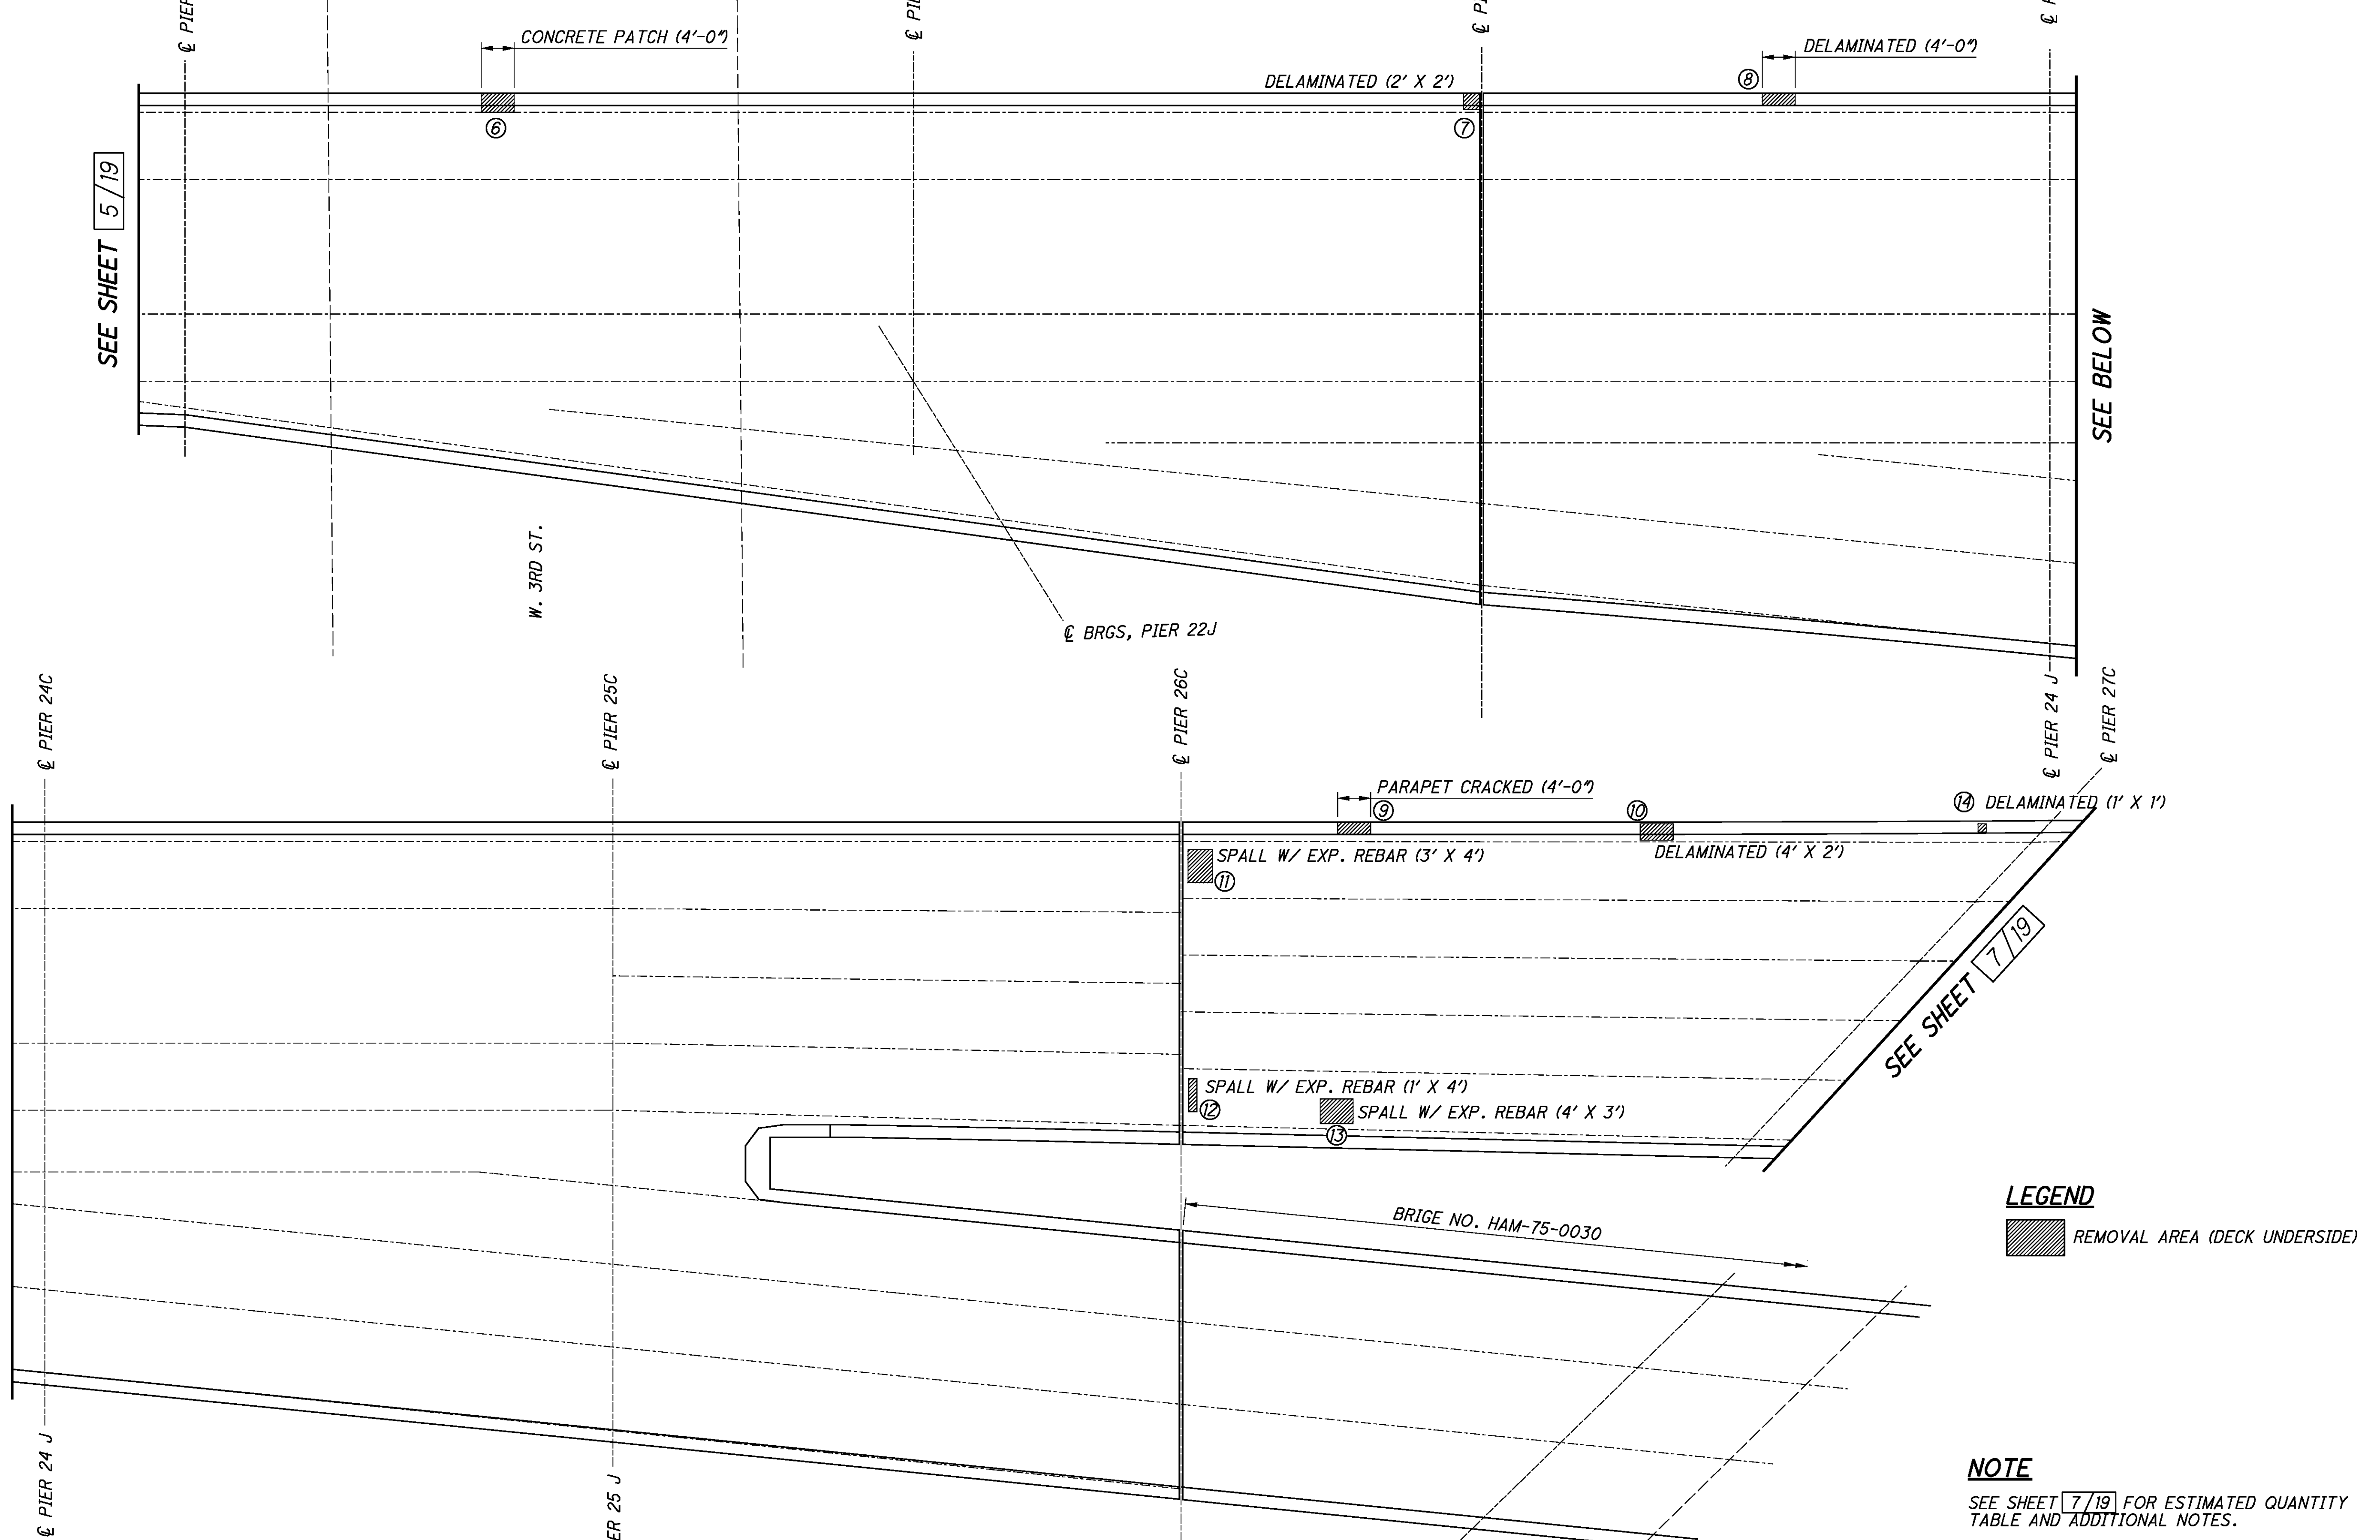 ℄ PIER
℄
℄
℄
CONCRETE PATCH (4'-0")
DELAMINATED (4'-0")
DELAMINATED (2' X 2')
8
6
7
SEE SHEET 5/19
SEE BELOW
W. 3RD ST.
℄ BRGS, PIER 22J
℄ PIER 24C
℄ PIER 25C
℄ PIER 26C
℄ PIER 24 J
℄ PIER 27C
PARAPET CRACKED (4'-0")
9
10
14 DELAMINATED (1' X 1')
SPALL W/ EXP. REBAR (3' X 4')
11
DELAMINATED (4' X 2')
SEE SHEET 7/19
SPALL W/ EXP. REBAR (1' X 4')
12
SPALL W/ EXP. REBAR (4' X 3')
13
BRIGE NO. HAM-75-0030
LEGEND
REMOVAL AREA (DECK UNDERSIDE)
℄ PIER 24 J
ER 25 J
NOTE
SEE SHEET 7/19 FOR ESTIMATED QUANTITY
TABLE AND ADDITIONAL NOTES.